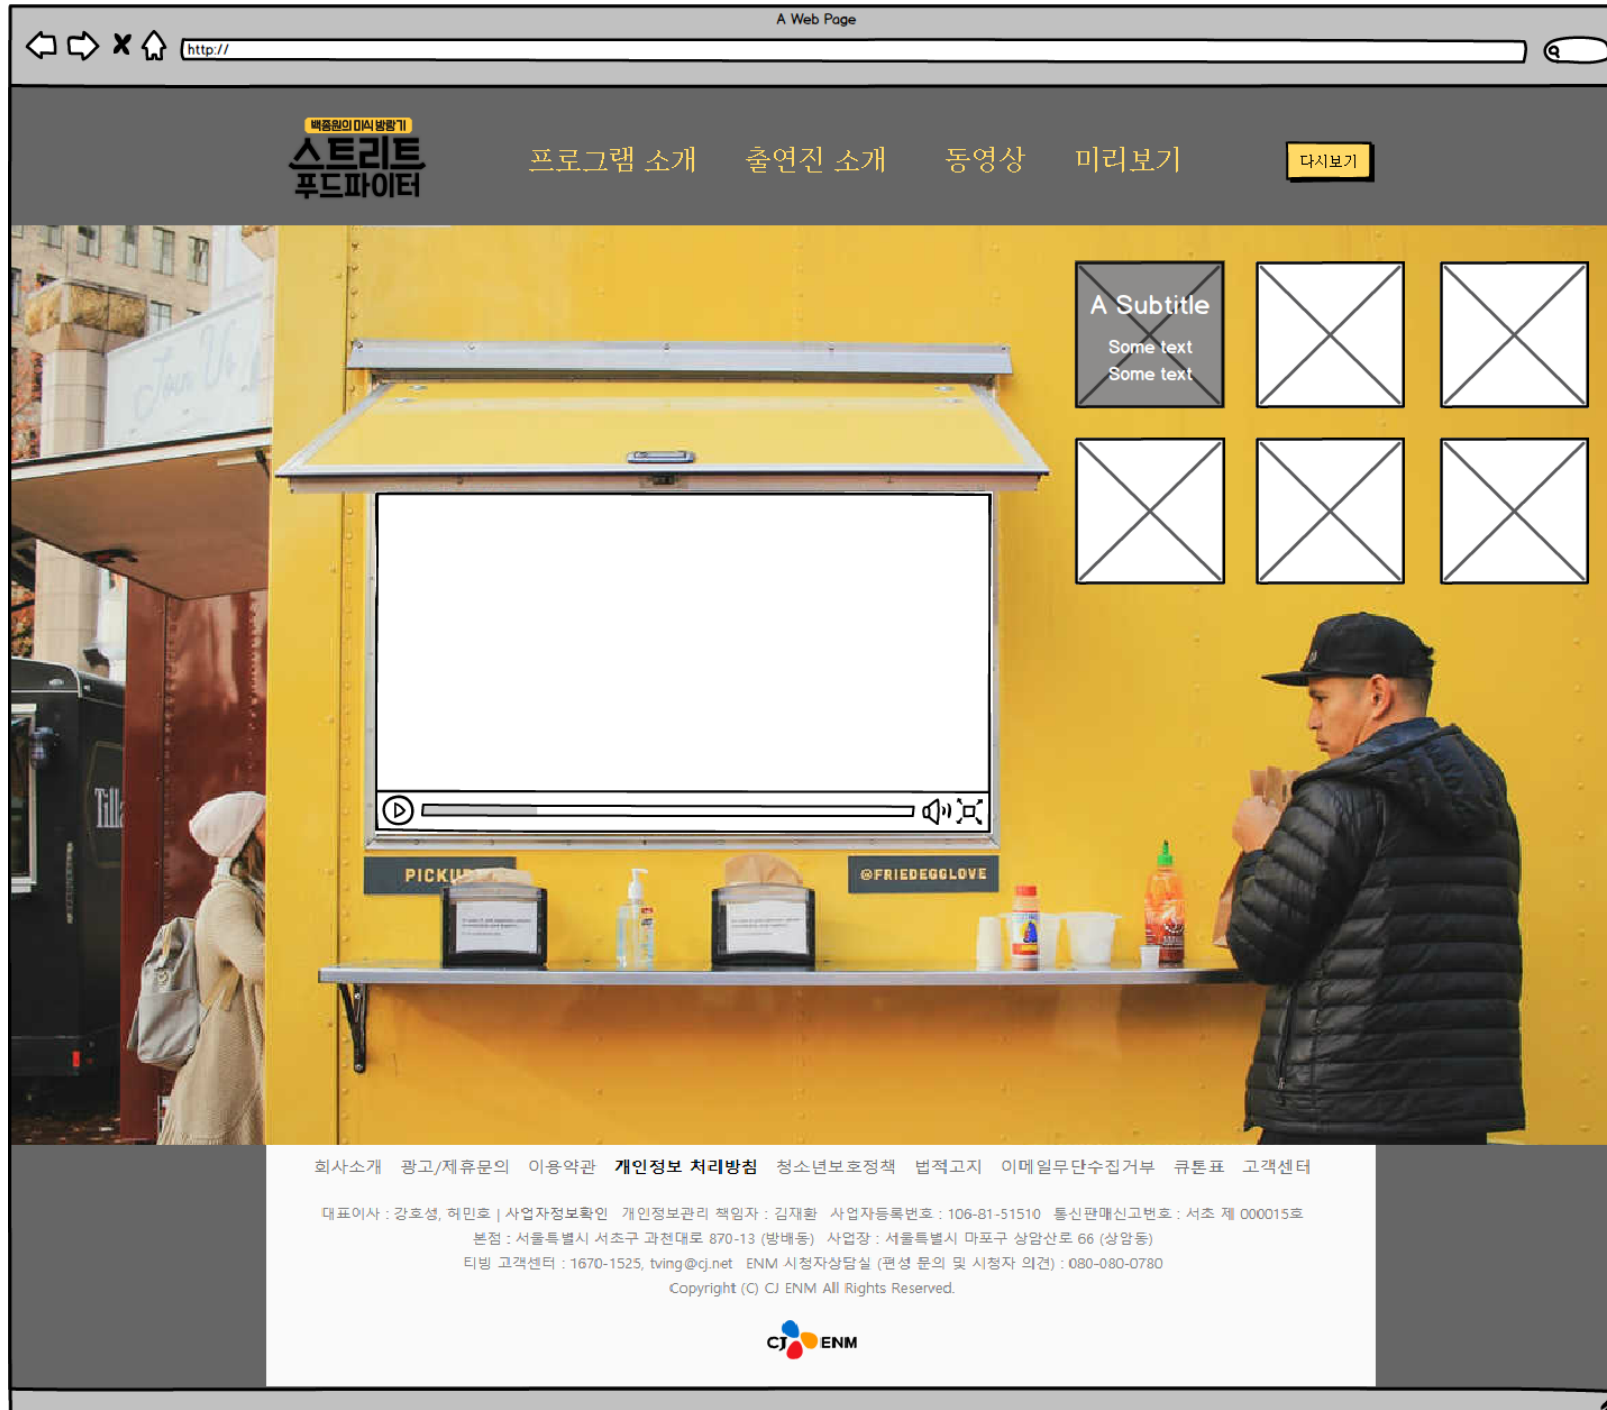 A Web Page
http://
백종원의 미식 방랑기
스트리트
푸드파이터
프로그램 소개 출연진 소개 동영상 미리보기
다시보기
A Subtitle
Some text
Some text
Join Us
Tilla
PICKUP
@FRIEDEGGLOVE
회사소개 광고/제휴문의 이용약관 개인정보 처리방침 청소년보호정책 법적고지 이메일무단수집거부 큐톤표 고객센터
대표이사 : 강호성, 허민호 | 사업자정보확인 개인정보관리 책임자 : 김재환 사업자등록번호 : 106-81-51510 통신판매신고번호 : 서초 제 000015호
본점 : 서울특별시 서초구 과천대로 870-13 (방배동) 사업장 : 서울특별시 마포구 상암산로 66 (상암동)
티빙 고객센터 : 1670-1525, tving@cj.net ENM 시청자상담실 (편성 문의 및 시청자 의견) : 080-080-0780
Copyright (C) CJ ENM All Rights Reserved.
CJ ENM